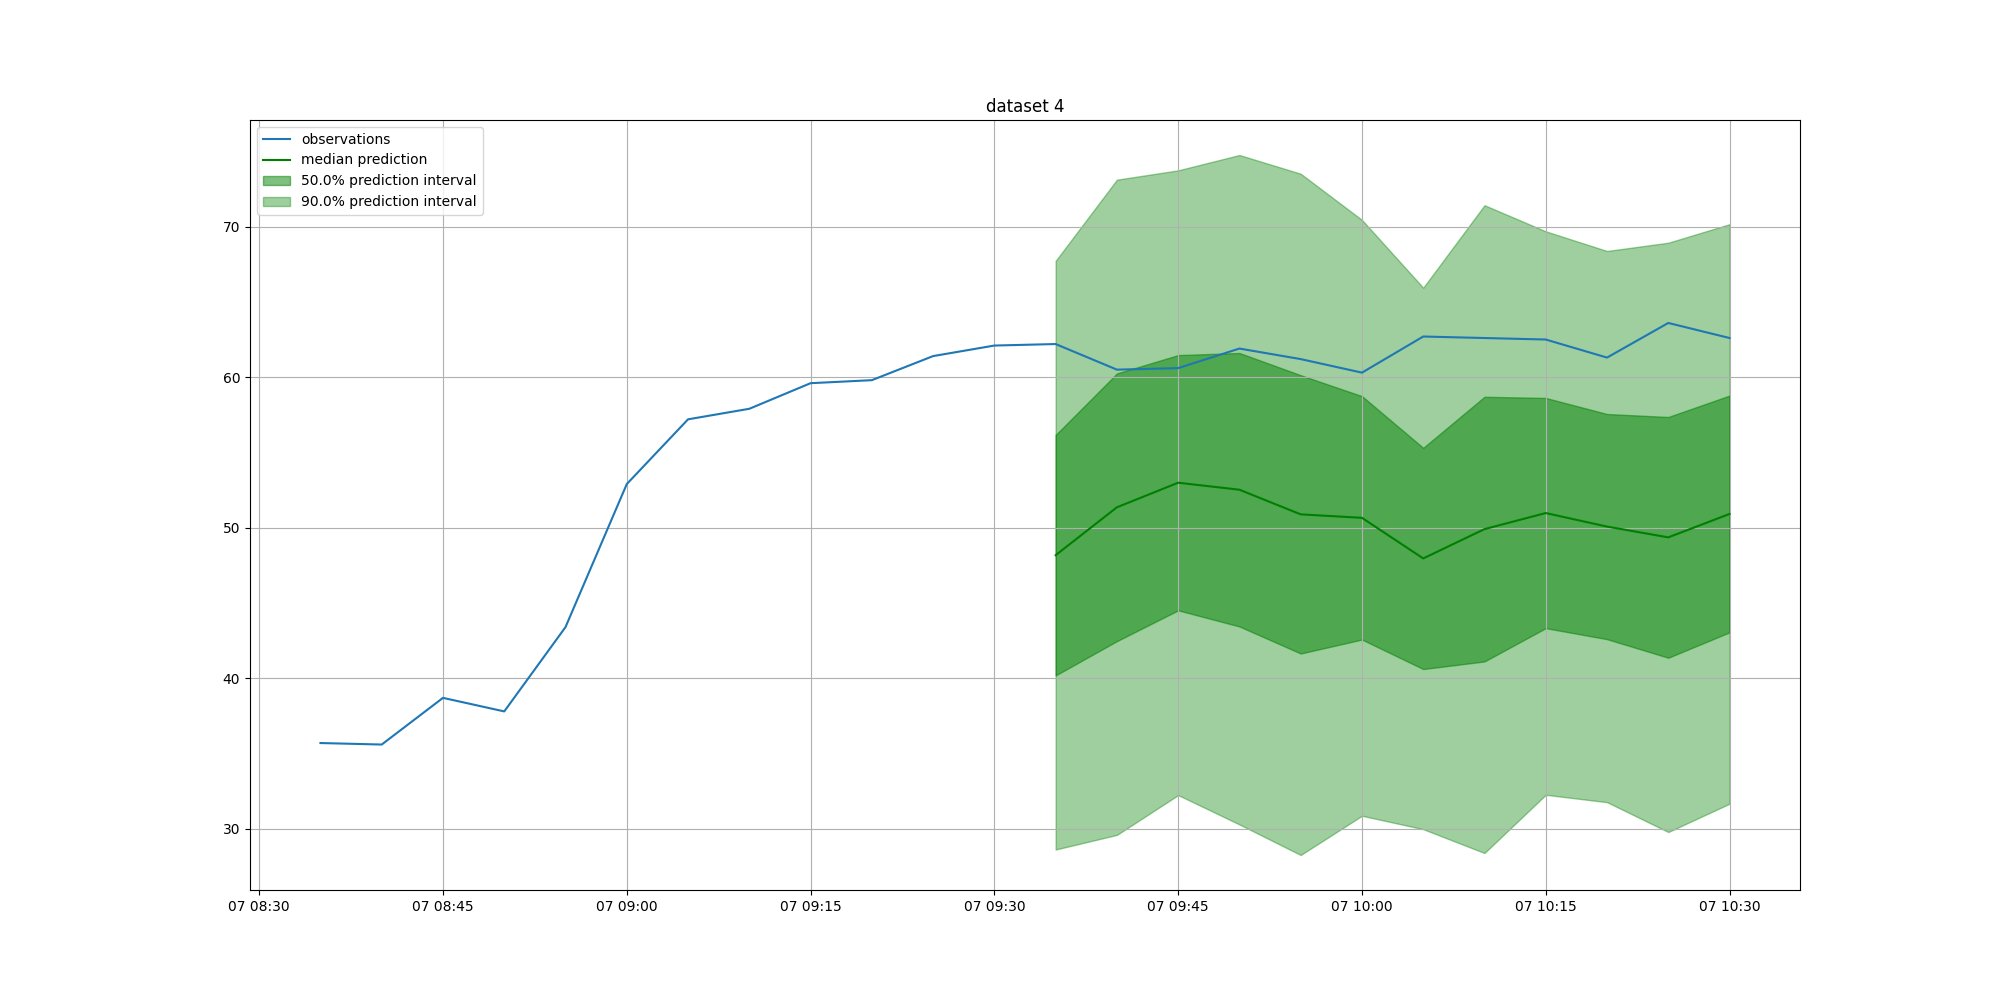 dataset 4
observations
median prediction
50.0% prediction interval
90.0% prediction interval
70
60
50
40
30
07 08:30 07 08:45 07 09:00 07 09:15 07 09:30 07 09:45 07 10:00 07 10:15 07 10:30